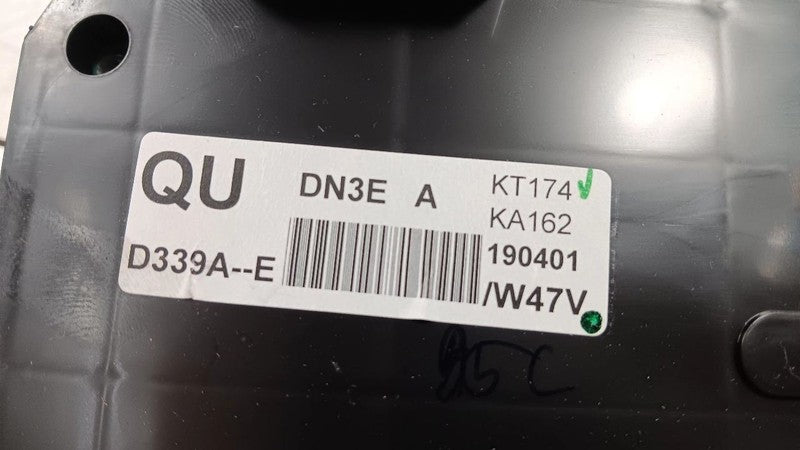 QU DN3E A KT174
KA162
D339A--E 190401
/W47V